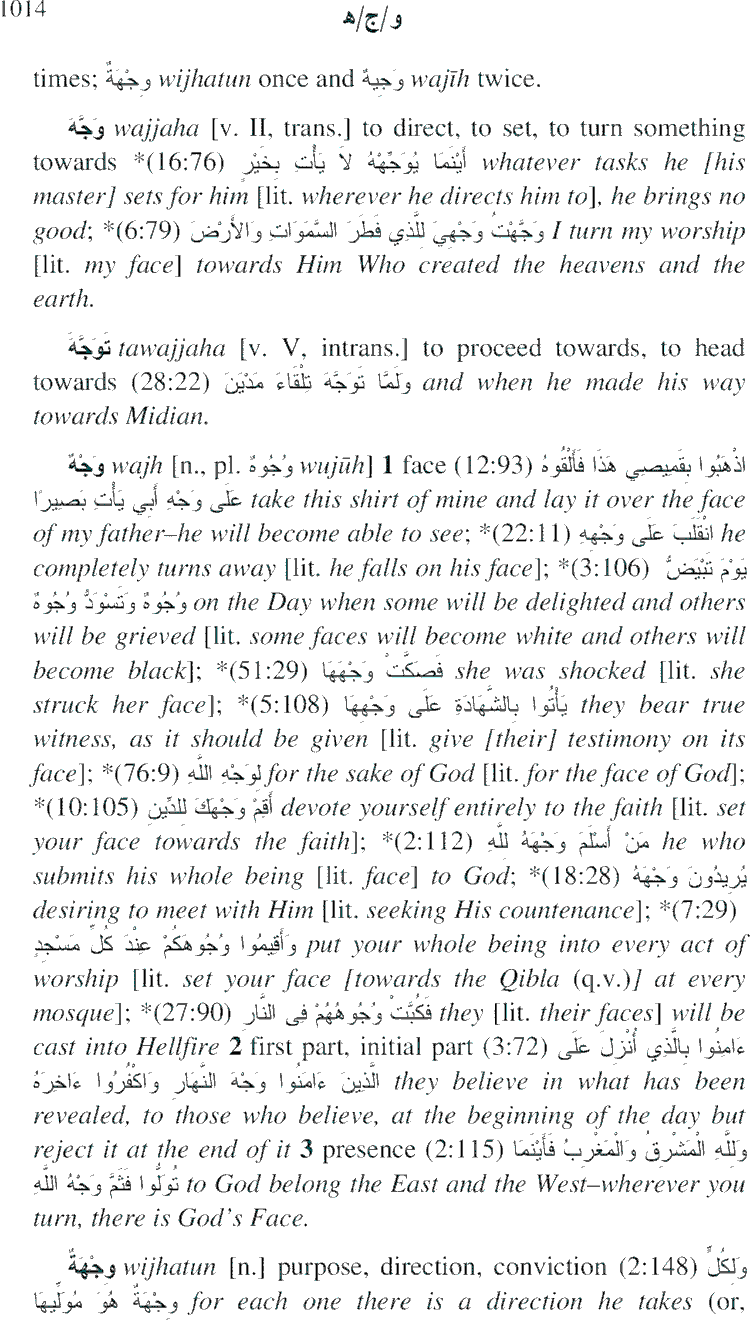 1014
و/ج/ه
times; وِجْهَةٌ wijhatun once and وَجِيهٌ wajīh twice.
وَجَّهَ wajjaha [v. II, trans.] to direct, to set, to turn something
towards *(16:76) أَيْنَمَا يُوَجِّهْهُ لاَ يَأْتِ بِخَيْرٍ whatever tasks he [his
master] sets for him [lit. wherever he directs him to], he brings no
good; *(6:79) وَجَّهْتُ وَجْهِيَ لِلَّذِي فَطَرَ السَّمَوَاتِ وَالأَرْضَ I turn my worship
[lit. my face] towards Him Who created the heavens and the
earth.
تَوَجَّهَ tawajjaha [v. V, intrans.] to proceed towards, to head
towards (28:22) وَلَمَّا تَوَجَّهَ تِلْقَاءَ مَدْيَنَ and when he made his way
towards Midian.
وَجْهٌ wajh [n., pl. وُجُوهٌ wujūh] 1 face (12:93) اذْهَبُوا بِقَمِيصِي هَذَا فَأَلْقُوهُ
عَلَى وَجْهِ أَبِي يَأْتِ بَصِيرًا take this shirt of mine and lay it over the face
of my father–he will become able to see; *(22:11) انْقَلَبَ عَلَى وَجْهِهِ he
completely turns away [lit. he falls on his face]; *(3:106) يَوْمَ تَبْيَضُّ
وُجُوهٌ وَتَسْوَدُّ وُجُوهٌ on the Day when some will be delighted and others
will be grieved [lit. some faces will become white and others will
become black]; *(51:29) فَصَكَّتْ وَجْهَهَا she was shocked [lit. she
struck her face]; *(5:108) يَأْتُوا بِالشَّهَادَةِ عَلَى وَجْهِهَا they bear true
witness, as it should be given [lit. give [their] testimony on its
face]; *(76:9) لِوَجْهِ اللَّهِ for the sake of God [lit. for the face of God];
*(10:105) أَقِمْ وَجْهَكَ لِلدِّينِ devote yourself entirely to the faith [lit. set
your face towards the faith]; *(2:112) مَنْ أَسْلَمَ وَجْهَهُ لِلَّهِ he who
submits his whole being [lit. face] to God; *(18:28) يُرِيدُونَ وَجْهَهُ
desiring to meet with Him [lit. seeking His countenance]; *(7:29)
وَأَقِيمُوا وُجُوهَكُمْ عِنْدَ كُلِّ مَسْجِدٍ put your whole being into every act of
worship [lit. set your face [towards the Qibla (q.v.)] at every
mosque]; *(27:90) فَكُبَّتْ وُجُوهُهُمْ فِى النَّارِ they [lit. their faces] will be
cast into Hellfire 2 first part, initial part (3:72) ءَامِنُوا بِالَّذِي أُنْزِلَ عَلَى
الَّذِينَ ءَامَنُوا وَجْهَ النَّهَارِ وَاكْفُرُوا ءَاخِرَهُ they believe in what has been
revealed, to those who believe, at the beginning of the day but
reject it at the end of it 3 presence (2:115) وَلِلَّهِ الْمَشْرِقُ وَالْمَغْرِبُ فَأَيْنَمَا
تُوَلُّوا فَثَمَّ وَجْهُ اللَّهِ to God belong the East and the West–wherever you
turn, there is God's Face.
وِجْهَةٌ wijhatun [n.] purpose, direction, conviction (2:148) وَلِكُلٍّ
وِجْهَةٌ هُوَ مُوَلِّيهَا for each one there is a direction he takes (or,